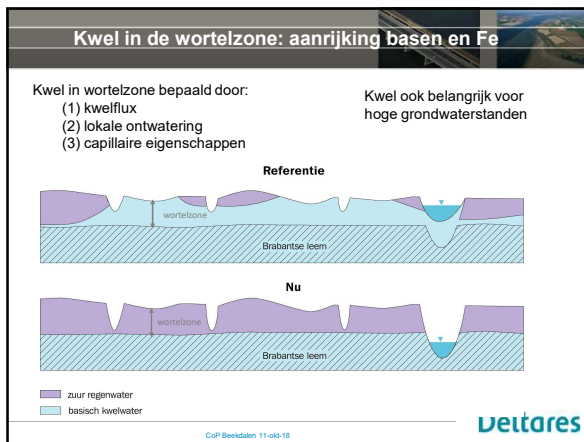 Kwel in de wortelzone: aanrijking basen en Fe
Kwel in wortelzone bepaald door:
(1) kwelflux
(2) lokale ontwatering
(3) capillaire eigenschappen
Kwel ook belangrijk voor
hoge grondwaterstanden
Referentie
wortelzone
Brabantse leem
Nu
wortelzone
Brabantse leem
zuur regenwater
basisch kwelwater
CoP Beekdalen 11-okt-18
Deltares